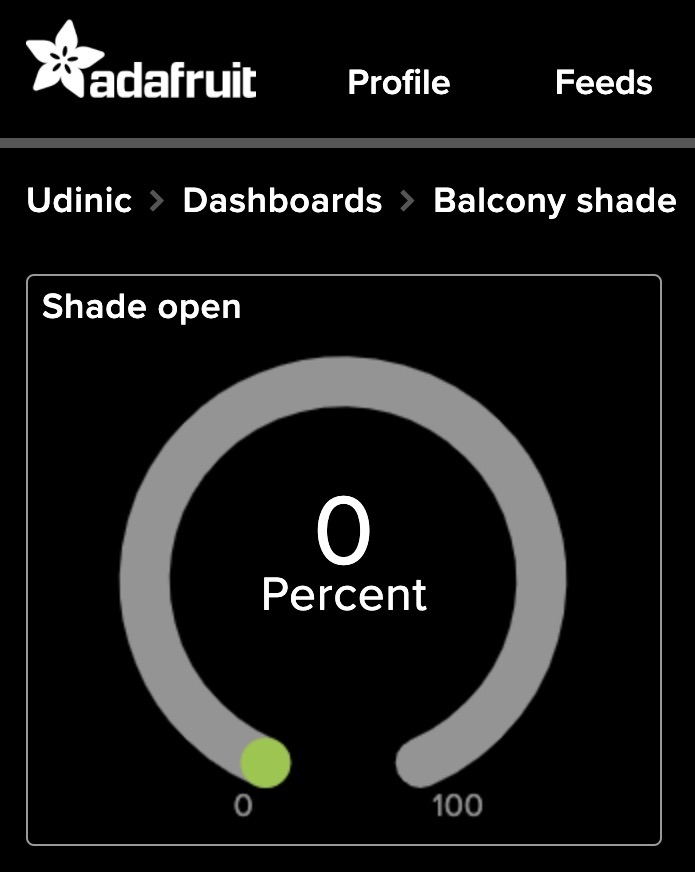 adafruit Profile Feeds
Udinic > Dashboards > Balcony shade
Shade open
0
Percent
0 100